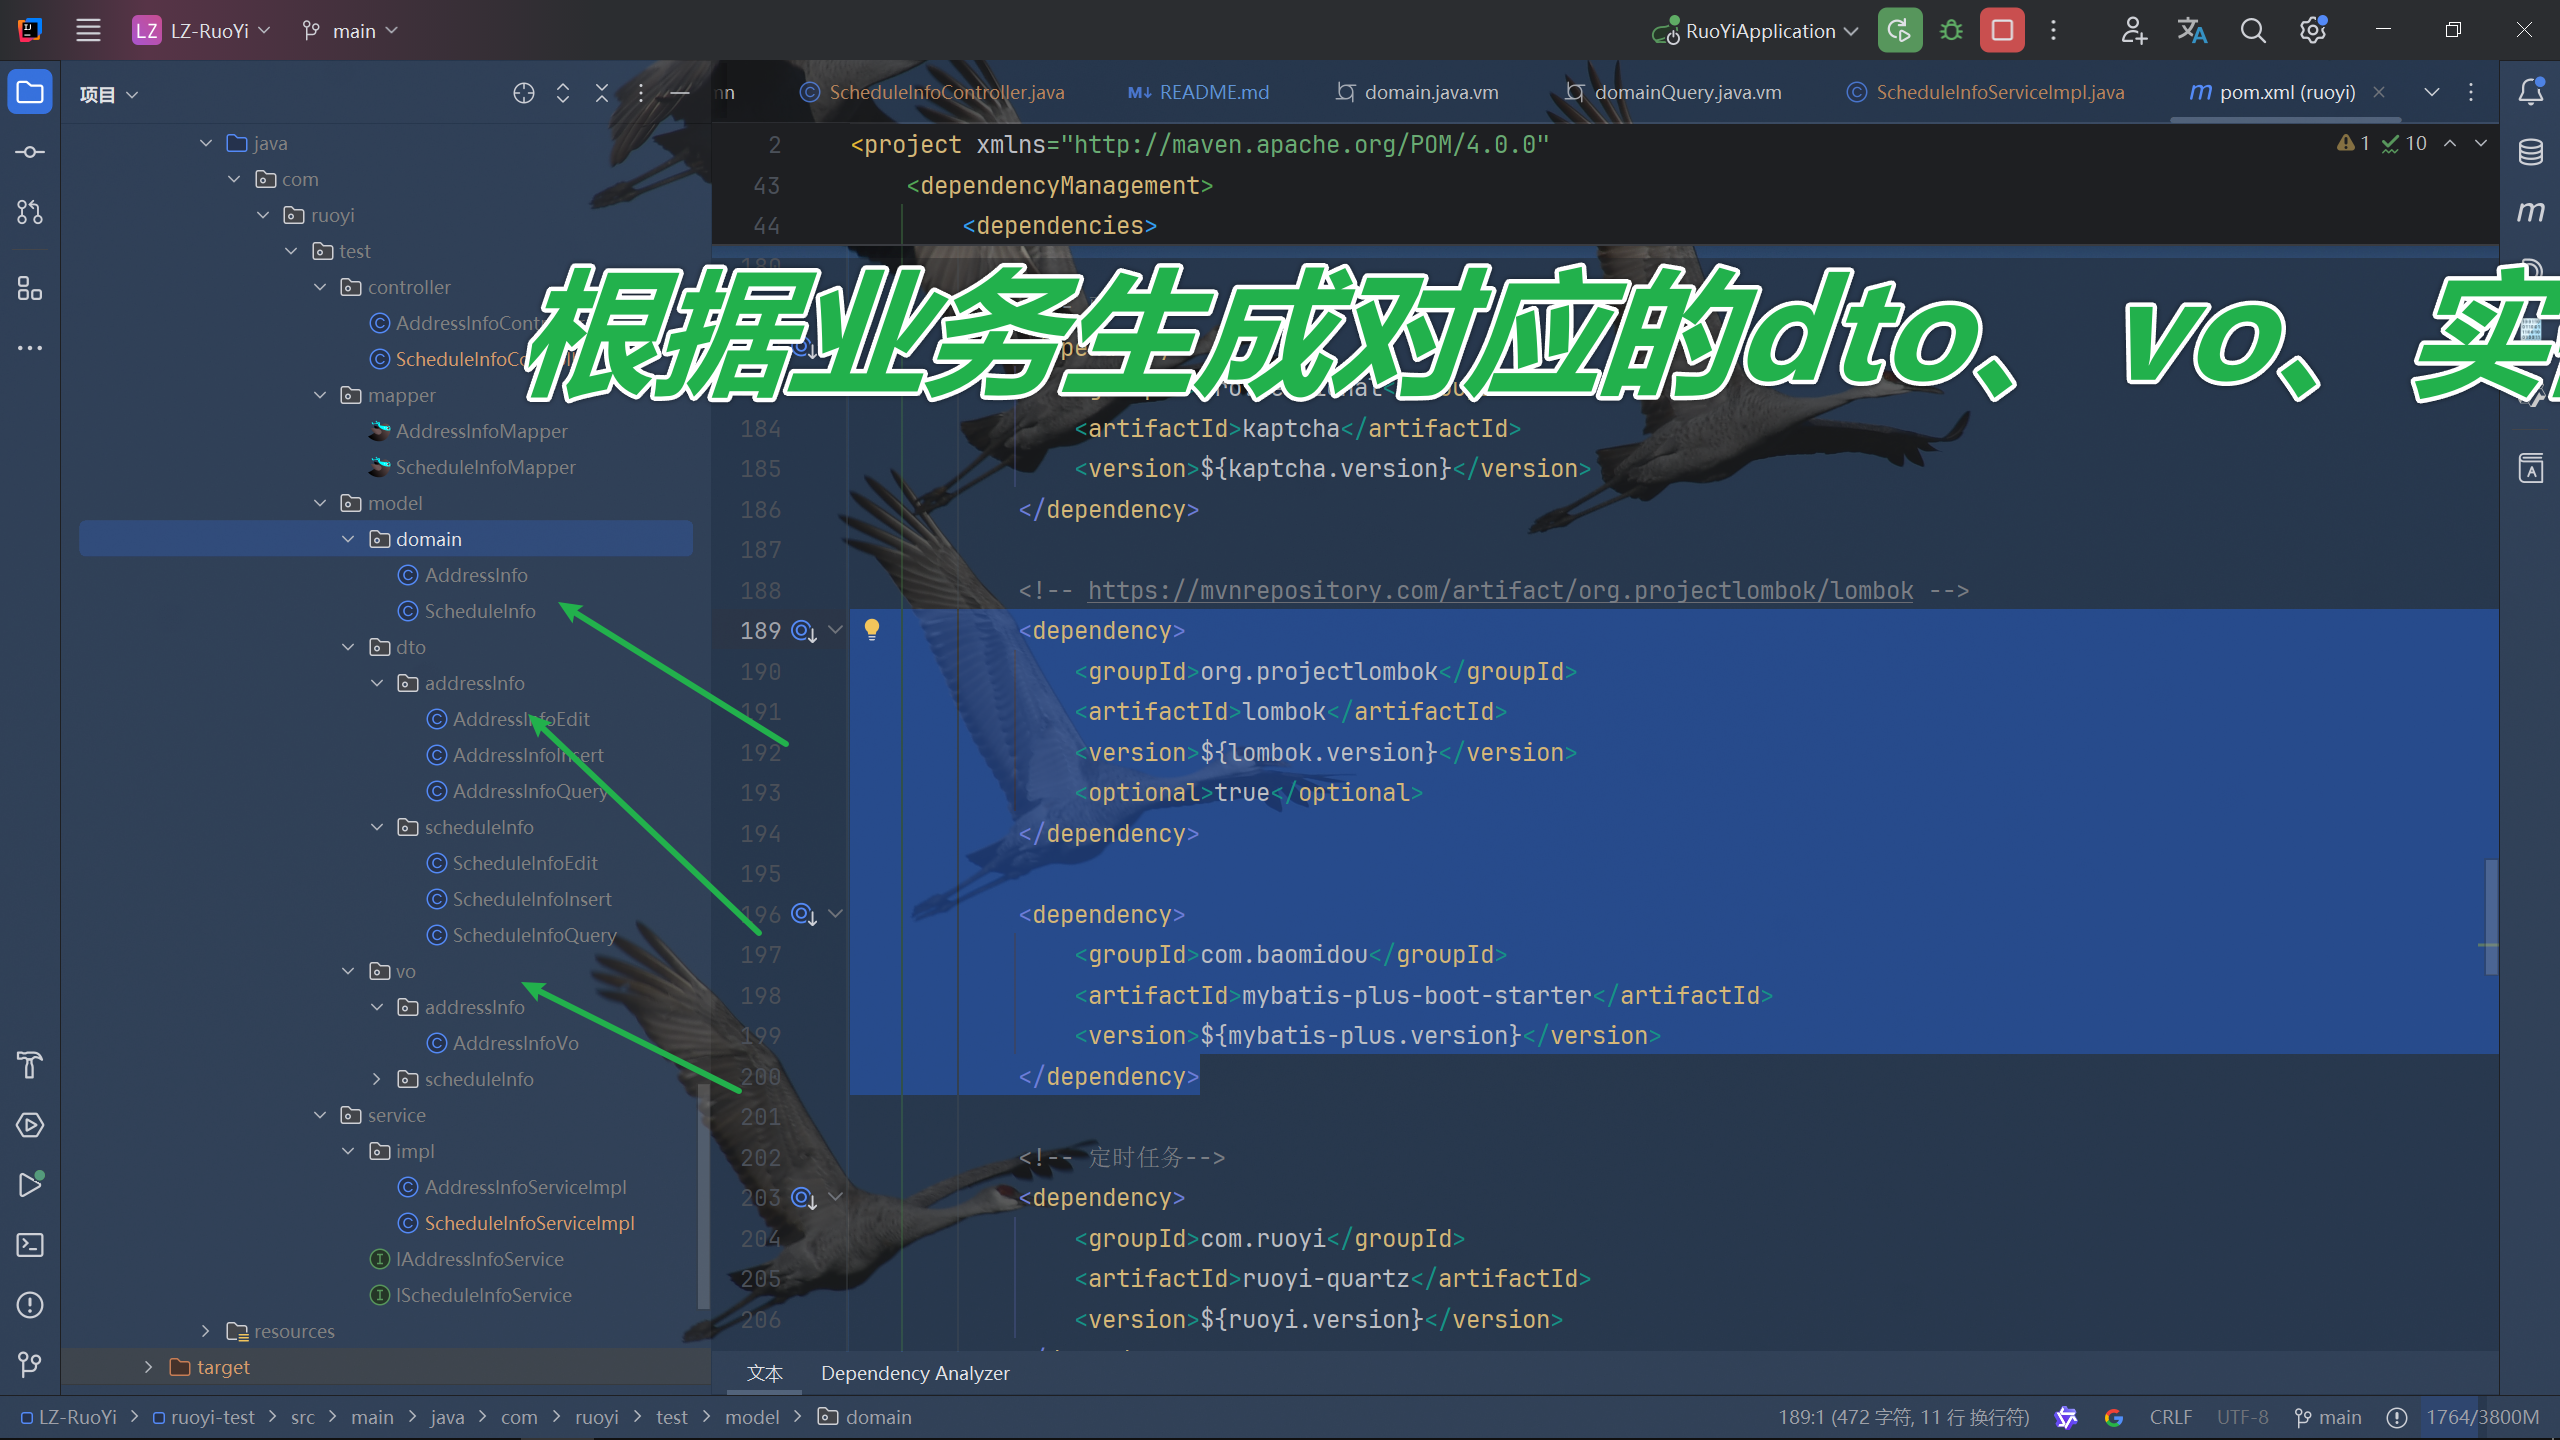 LZ LZ-RuoYi main RuoYiApplication
项目
ScheduleInfoController.java README.md domain.java.vm domainQuery.java.vm ScheduleInfoServiceImpl.java pom.xml (ruoyi)
java
com
ruoyi
test
controller
mapper
AddressInfoMapper
ScheduleInfoMapper
model
domain
AddressInfo
ScheduleInfo
dto
addressInfo
AddressInfoEdit
AddressInfoInsert
AddressInfoQuery
scheduleInfo
ScheduleInfoEdit
ScheduleInfoInsert
ScheduleInfoQuery
vo
addressInfo
AddressInfoVo
scheduleInfo
service
impl
AddressInfoServiceImpl
ScheduleInfoServiceImpl
IAddressInfoService
IScheduleInfoService
resources
target
根据业务生成对应的dto、vo、实
2 <project xmlns="http://maven.apache.org/POM/4.0.0"
43 <dependencyManagement>
44 <dependencies>
1 10
184 <artifactId>kaptcha</artifactId>
185 <version>${kaptcha.version}</version>
186 </dependency>
187
188 <!-- https://mvnrepository.com/artifact/org.projectlombok/lombok -->
189 <dependency>
190 <groupId>org.projectlombok</groupId>
191 <artifactId>lombok</artifactId>
192 <version>${lombok.version}</version>
193 <optional>true</optional>
194 </dependency>
195
196 <dependency>
197 <groupId>com.baomidou</groupId>
198 <artifactId>mybatis-plus-boot-starter</artifactId>
199 <version>${mybatis-plus.version}</version>
200 </dependency>
201
202 <!-- 定时任务-->
203 <dependency>
204 <groupId>com.ruoyi</groupId>
205 <artifactId>ruoyi-quartz</artifactId>
206 <version>${ruoyi.version}</version>
文本 Dependency Analyzer
LZ-RuoYi > ruoyi-test > src > main > java > com > ruoyi > test > model > domain
189:1 (472 字符, 11 行 换行符) CRLF UTF-8 main 1764/3800M